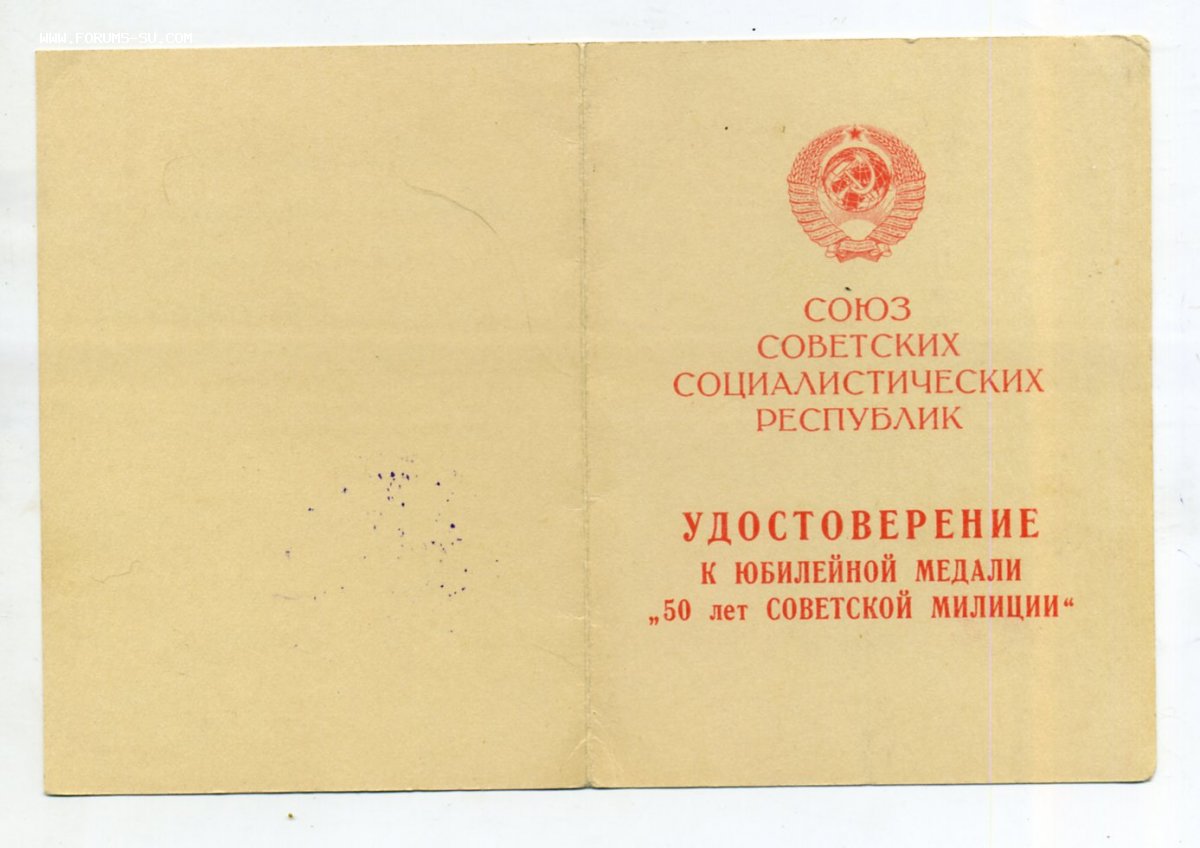 WWW.FORUMS-SU.COM
СОЮЗ
СОВЕТСКИХ
СОЦИАЛИСТИЧЕСКИХ
РЕСПУБЛИК
УДОСТОВЕРЕНИЕ
К ЮБИЛЕЙНОЙ МЕДАЛИ
„50 лет СОВЕТСКОЙ МИЛИЦИИ“